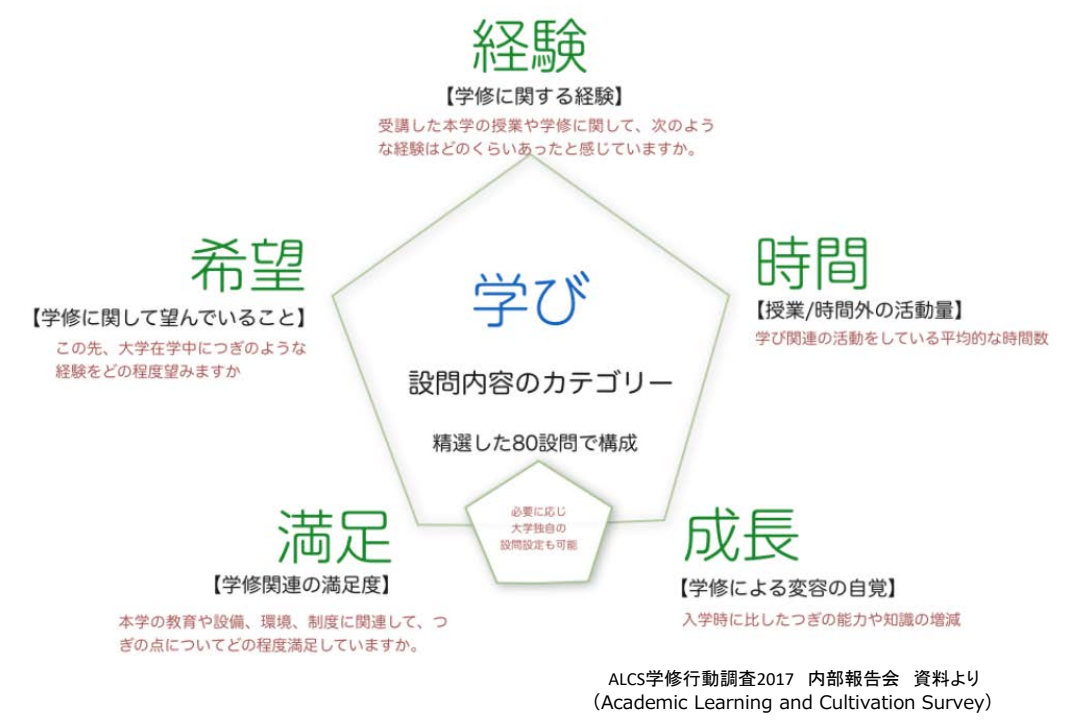 経験
【学修に関する経験】
受講した本学の授業や学修に関して、次のよう
な経験はどのくらいあったと感じていますか。
希望
【学修に関して望んでいること】
この先、大学在学中につぎのような
経験をどの程度望みますか
時間
【授業/時間外の活動量】
学び関連の活動をしている平均的な時間数
学び
設問内容のカテゴリー
精選した80設問で構成
必要に応じ
大学独自の
設問設定も可能
満足
【学修関連の満足度】
本学の教育や設備、環境、制度に関連して、つ
ぎの点についてどの程度満足していますか。
成長
【学修による変容の自覚】
入学時に比したつぎの能力や知識の増減
ALCS学修行動調査2017 内部報告会 資料より
（Academic Learning and Cultivation Survey）